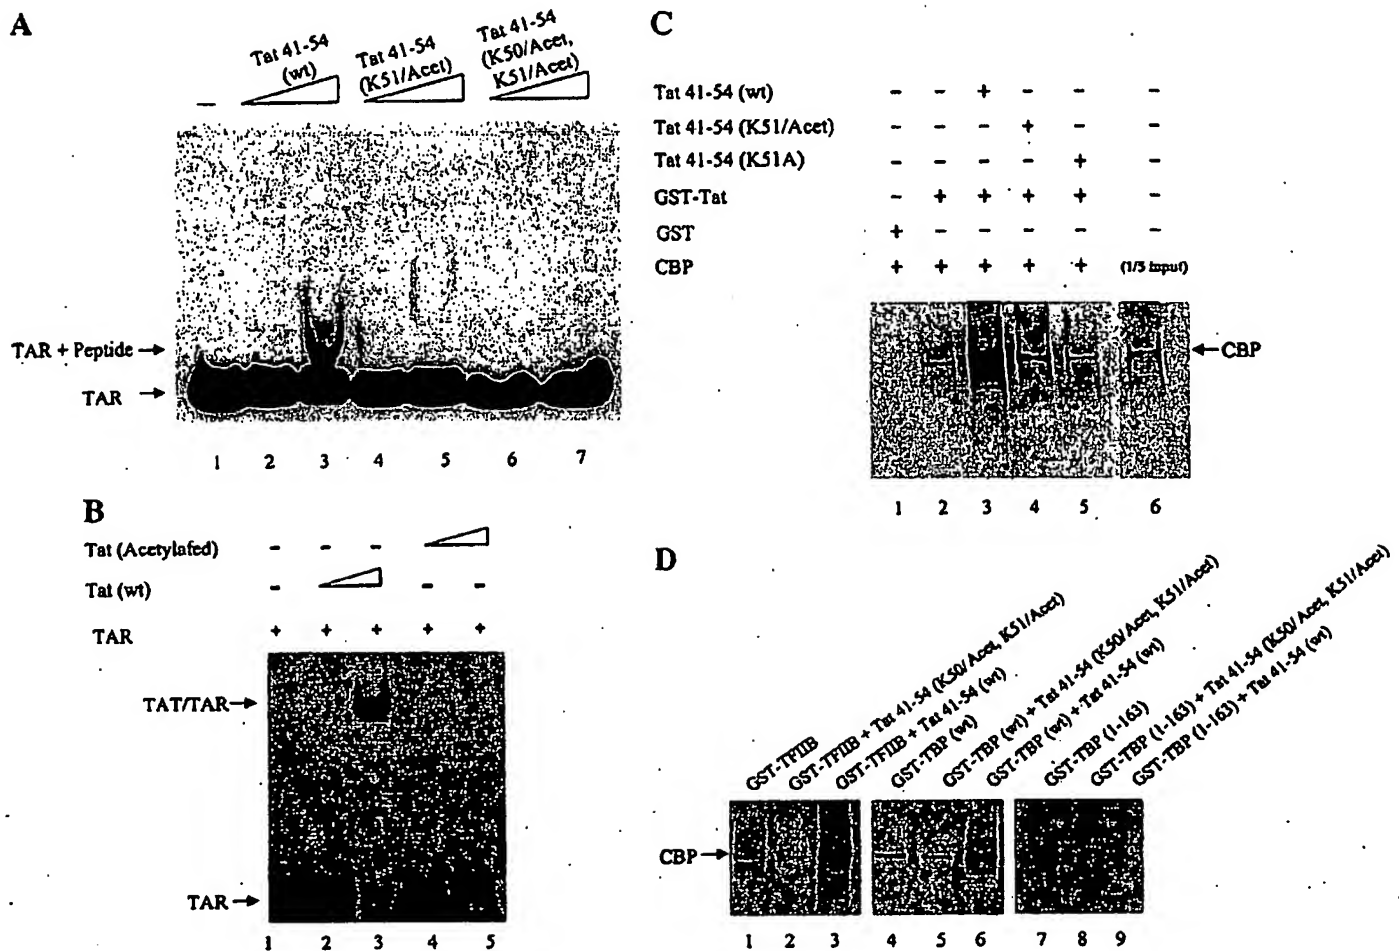 A
Tat 41-54
(wt)
Tat 41-54
(K51/Acet)
Tat 41-54
(K50/Acet,
K51/Acet)
–
TAR + Peptide
TAR
1 2 3 4 5 6 7
B
Tat (Acetylafed) - - -
Tat (wt) - - -
TAR + + + + +
TAT/TAR
TAR
1 2 3 4 5
C
Tat 41-54 (wt) - - + - - -
Tat 41-54 (K51/Acet) - - - + - -
Tat 41-54 (K51A) - - - - + -
GST-Tat - + + + + -
GST + - - - - -
CBP + + + + + (1/5 Input)
CBP
1 2 3 4 5 6
D
GST-TFIIB
GST-TFIIB + Tat 41-54 (K50/Acet, K51/Acet)
GST-TFIIB + Tat 41-54 (wt)
GST-TBP (wt)
GST-TBP (wt) + Tat 41-54 (K50/Acet, K51/Acet)
GST-TBP (wt) + Tat 41-54 (wt)
GST-TBP (1-163)
GST-TBP (1-163) + Tat 41-54 (K50/Acet, K51/Acet)
GST-TBP (1-163) + Tat 41-54 (wt)
CBP
1 2 3 4 5 6 7 8 9